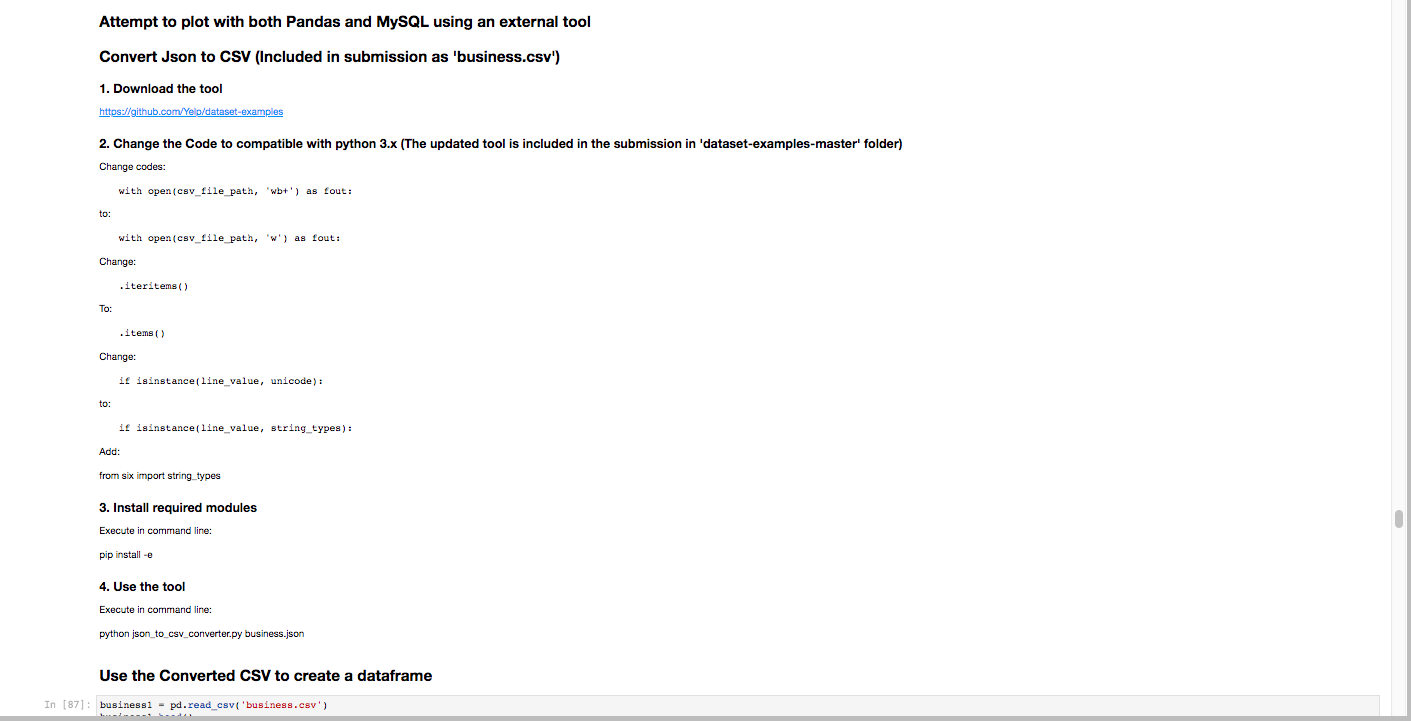 Attempt to plot with both Pandas and MySQL using an external tool
Convert Json to CSV (Included in submission as 'business.csv')
1. Download the tool
https://github.com/Yelp/dataset-examples
2. Change the Code to compatible with python 3.x (The updated tool is included in the submission in 'dataset-examples-master' folder)
Change codes:
with open(csv_file_path, 'wb+') as fout:
to:
with open(csv_file_path, 'w') as fout:
Change:
.iteritems()
To:
.items()
Change:
if isinstance(line_value, unicode):
to:
if isinstance(line_value, string_types):
Add:
from six import string_types
3. Install required modules
Execute in command line:
pip install -e
4. Use the tool
Execute in command line:
python json_to_csv_converter.py business.json
Use the Converted CSV to create a dataframe
In [87]: business1 = pd.read_csv('business.csv')